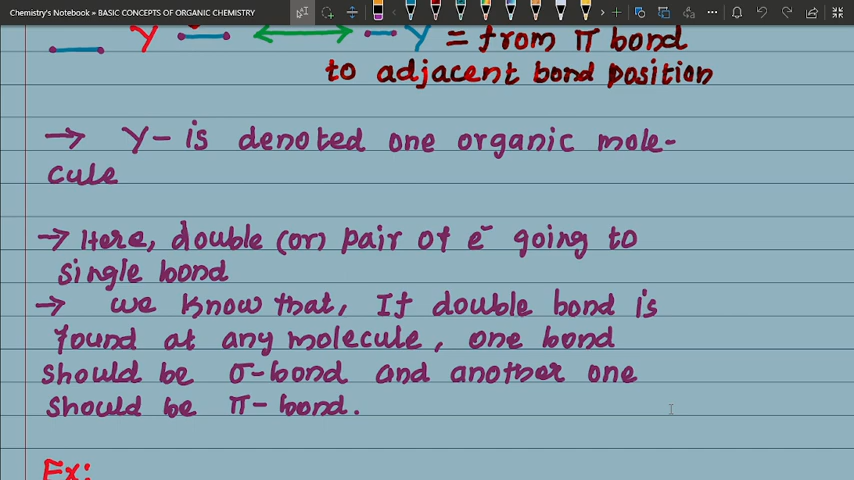 Chemistry's Notebook » BASIC CONCEPTS OF ORGANIC CHEMISTRY
Y ⟷ Y = from π bond
to adjacent bond position
→ Y- is denoted one organic mole-
cule
→ Here, double (or) pair of e⁻ going to
single bond
→ we know that, If double bond is
found at any molecule, one bond
should be σ-bond and another one
should be π-bond.
Ex: